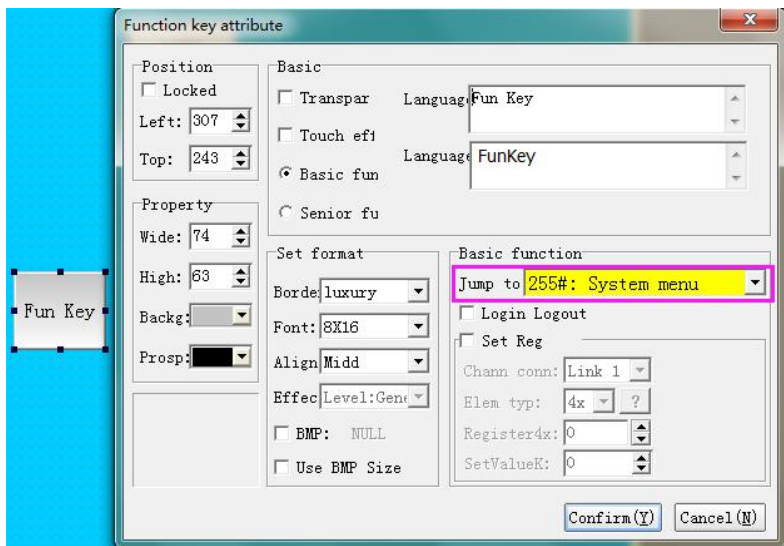 Function key attribute
Position
Locked
Left: 307
Top: 243
Property
Wide: 74
High: 63
Backg:
Prosp:
Basic
Transpar
Touch eff
Basic fun
Senior fu
Language Fun Key
Language FunKey
Set format
Borde luxury
Font: 8X16
Align Midd
Effec Level:Gene
BMP: NULL
Use BMP Size
Basic function
Jump to 255#: System menu
Login Logout
Set Reg
Chann conn: Link 1
Elem typ: 4x ?
Register4x: 0
SetValueK: 0
Confirm(Y) Cancel(N)
Fun Key